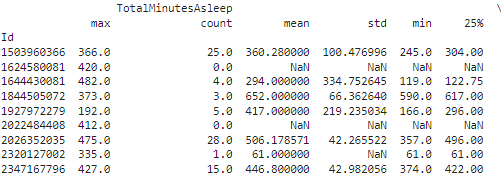 TotalMinutesAsleep \
max count mean std min 25%
Id
1503960366 366.0 25.0 360.280000 100.476996 245.0 304.00
1624580081 420.0 0.0 NaN NaN NaN NaN
1644430081 482.0 4.0 294.000000 334.752645 119.0 122.75
1844505072 373.0 3.0 652.000000 66.362640 590.0 617.00
1927972279 192.0 5.0 417.000000 219.235034 166.0 296.00
2022484408 412.0 0.0 NaN NaN NaN NaN
2026352035 475.0 28.0 506.178571 42.265522 357.0 496.00
2320127002 335.0 1.0 61.000000 NaN 61.0 61.00
2347167796 427.0 15.0 446.800000 42.982056 374.0 422.00